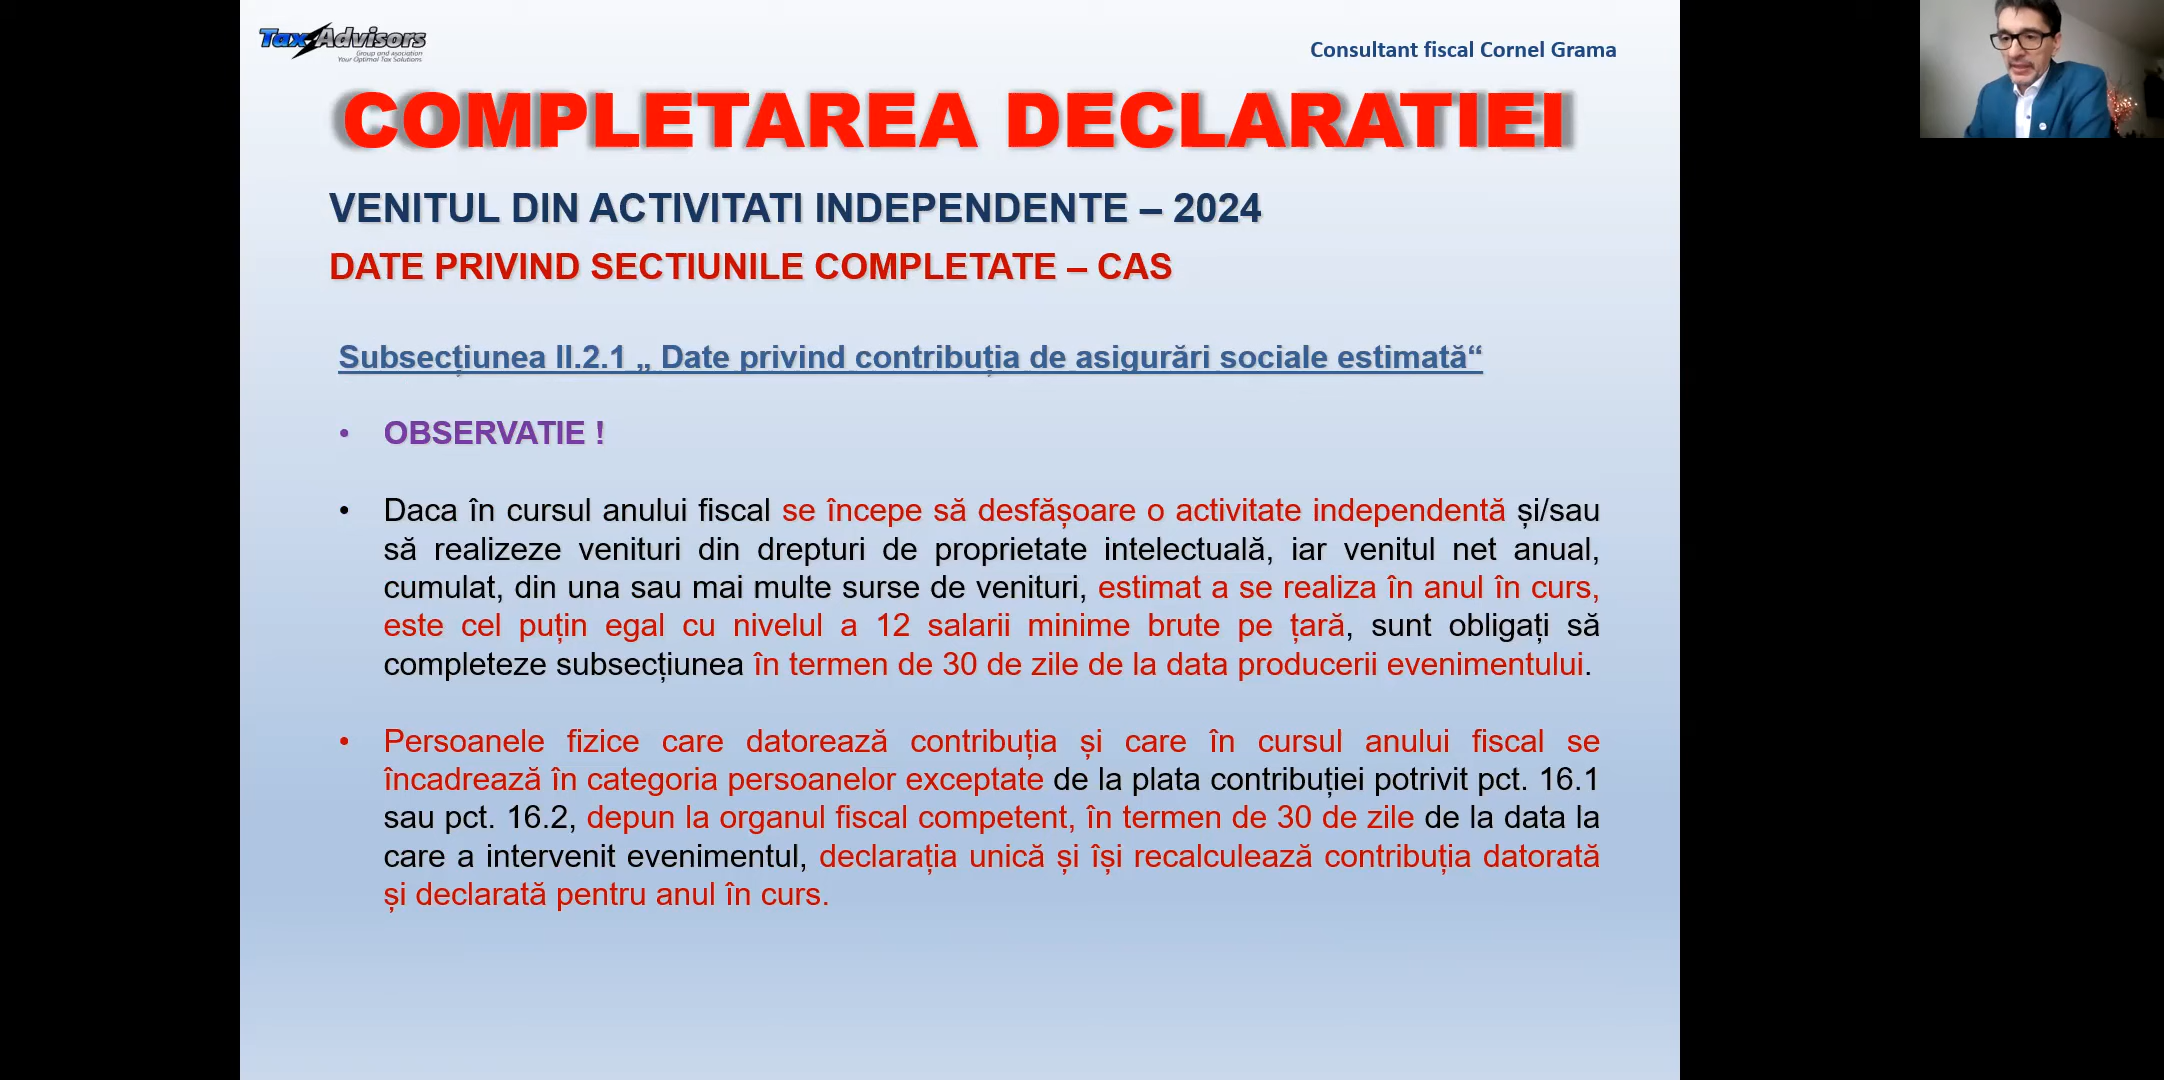 Tax Advisors
Group and Asociation
Your Optimal Tax Solutions
Consultant fiscal Cornel Grama
COMPLETAREA DECLARATIEI
VENITUL DIN ACTIVITATI INDEPENDENTE – 2024
DATE PRIVIND SECTIUNILE COMPLETATE – CAS
Subsecțiunea II.2.1 „ Date privind contribuția de asigurări sociale estimată“
• OBSERVATIE !
• Daca în cursul anului fiscal se începe să desfășoare o activitate independentă și/sau
să realizeze venituri din drepturi de proprietate intelectuală, iar venitul net anual,
cumulat, din una sau mai multe surse de venituri, estimat a se realiza în anul în curs,
este cel puțin egal cu nivelul a 12 salarii minime brute pe țară, sunt obligați să
completeze subsecțiunea în termen de 30 de zile de la data producerii evenimentului.
• Persoanele fizice care datorează contribuția și care în cursul anului fiscal se
încadrează în categoria persoanelor exceptate de la plata contribuției potrivit pct. 16.1
sau pct. 16.2, depun la organul fiscal competent, în termen de 30 de zile de la data la
care a intervenit evenimentul, declarația unică și își recalculează contribuția datorată
și declarată pentru anul în curs.